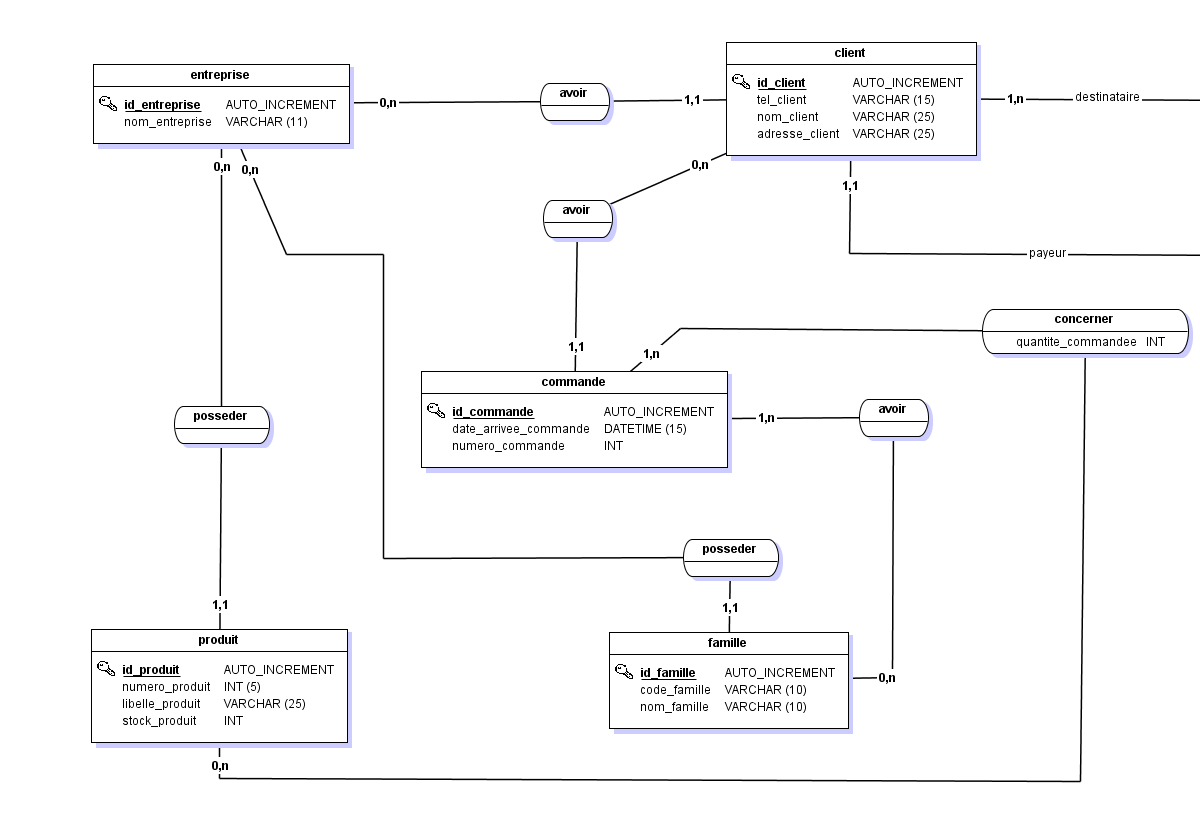 entreprise
id_entreprise AUTO_INCREMENT
nom_entreprise VARCHAR (11)
0,n
avoir
1,1
client
id_client AUTO_INCREMENT
tel_client VARCHAR (15)
nom_client VARCHAR (25)
adresse_client VARCHAR (25)
1,n
destinataire
0,n
0,n
0,n
1,1
avoir
payeur
concerner
quantite_commandee INT
1,1
1,n
commande
id_commande AUTO_INCREMENT
date_arrivee_commande DATETIME (15)
numero_commande INT
1,n
avoir
posseder
posseder
1,1
1,1
produit
id_produit AUTO_INCREMENT
numero_produit INT (5)
libelle_produit VARCHAR (25)
stock_produit INT
famille
id_famille AUTO_INCREMENT
code_famille VARCHAR (10)
nom_famille VARCHAR (10)
0,n
0,n